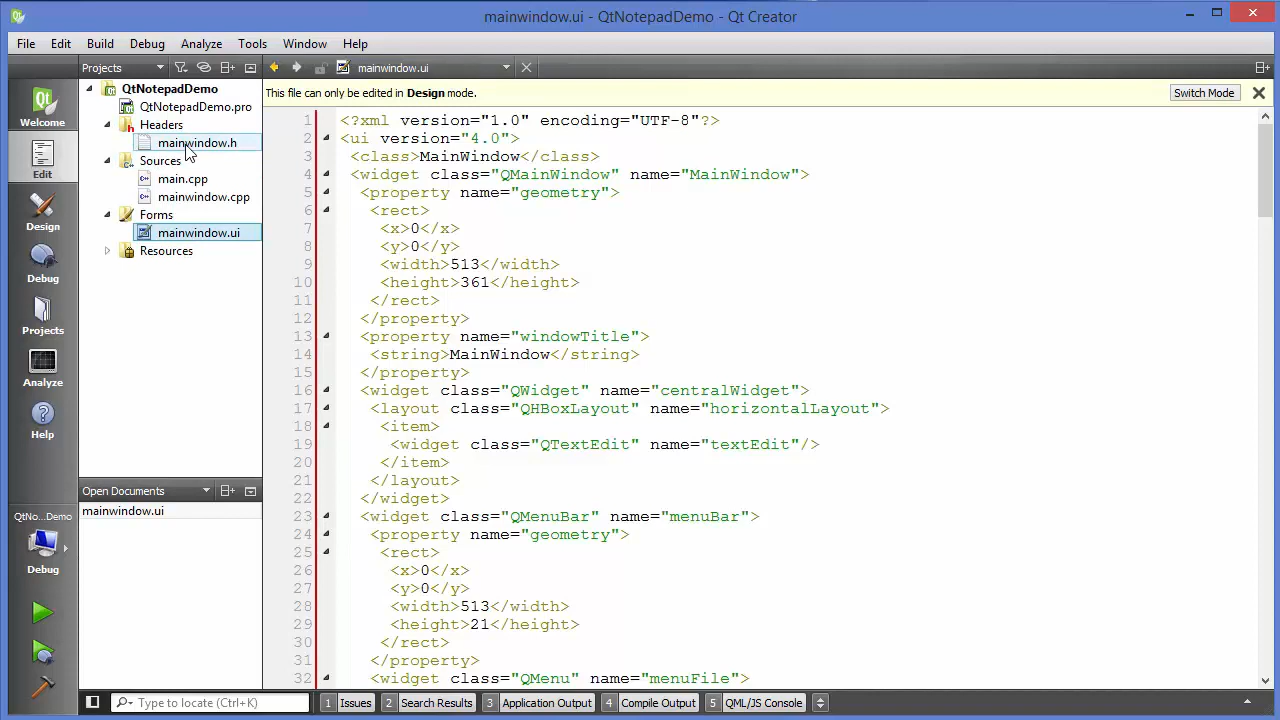 mainwindow.ui - QtNotepadDemo - Qt Creator
File Edit Build Debug Analyze Tools Window Help
Projects
mainwindow.ui
This file can only be edited in Design mode.
Switch Mode
Welcome
Edit
Design
Debug
Projects
Analyze
Help
QtNotepadDemo
QtNotepadDemo.pro
Headers
mainwindow.h
Sources
main.cpp
mainwindow.cpp
Forms
mainwindow.ui
Resources
Open Documents
mainwindow.ui
QtNo...Demo
Debug
1 <?xml version="1.0" encoding="UTF-8"?>
2 <ui version="4.0">
3 <class>MainWindow</class>
4 <widget class="QMainWindow" name="MainWindow">
5 <property name="geometry">
6 <rect>
7 <x>0</x>
8 <y>0</y>
9 <width>513</width>
10 <height>361</height>
11 </rect>
12 </property>
13 <property name="windowTitle">
14 <string>MainWindow</string>
15 </property>
16 <widget class="QWidget" name="centralWidget">
17 <layout class="QHBoxLayout" name="horizontalLayout">
18 <item>
19 <widget class="QTextEdit" name="textEdit"/>
20 </item>
21 </layout>
22 </widget>
23 <widget class="QMenuBar" name="menuBar">
24 <property name="geometry">
25 <rect>
26 <x>0</x>
27 <y>0</y>
28 <width>513</width>
29 <height>21</height>
30 </rect>
31 </property>
32 <widget class="QMenu" name="menuFile">
Type to locate (Ctrl+K)
1 Issues 2 Search Results 3 Application Output 4 Compile Output 5 QML/JS Console